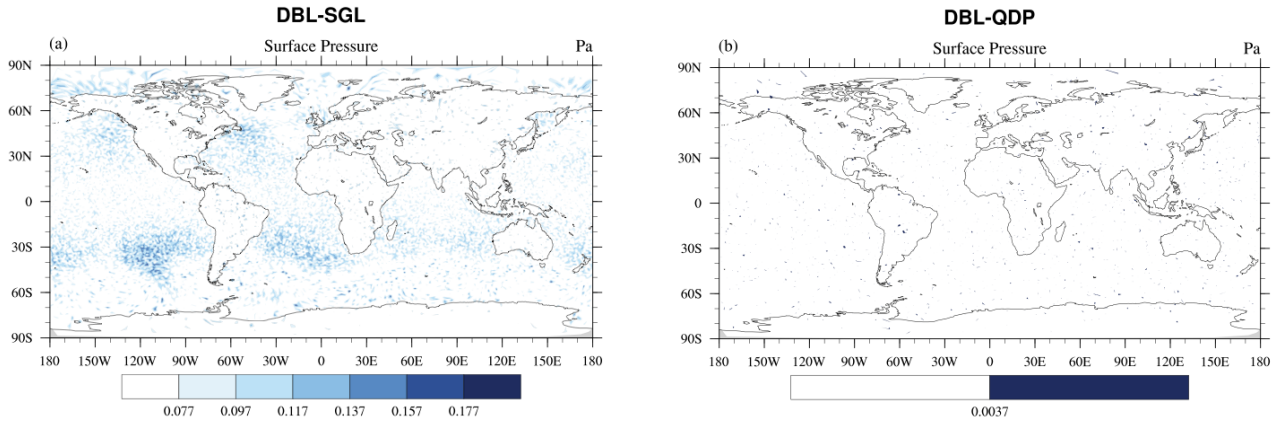 DBL-SGL
(a) Surface Pressure Pa
90N
60N
30N
0
30S
60S
90S
180 150W 120W 90W 60W 30W 0 30E 60E 90E 120E 150E 180
0.077 0.097 0.117 0.137 0.157 0.177
DBL-QDP
(b) Surface Pressure Pa
90N
60N
30N
0
30S
60S
90S
180 150W 120W 90W 60W 30W 0 30E 60E 90E 120E 150E 180
0.0037